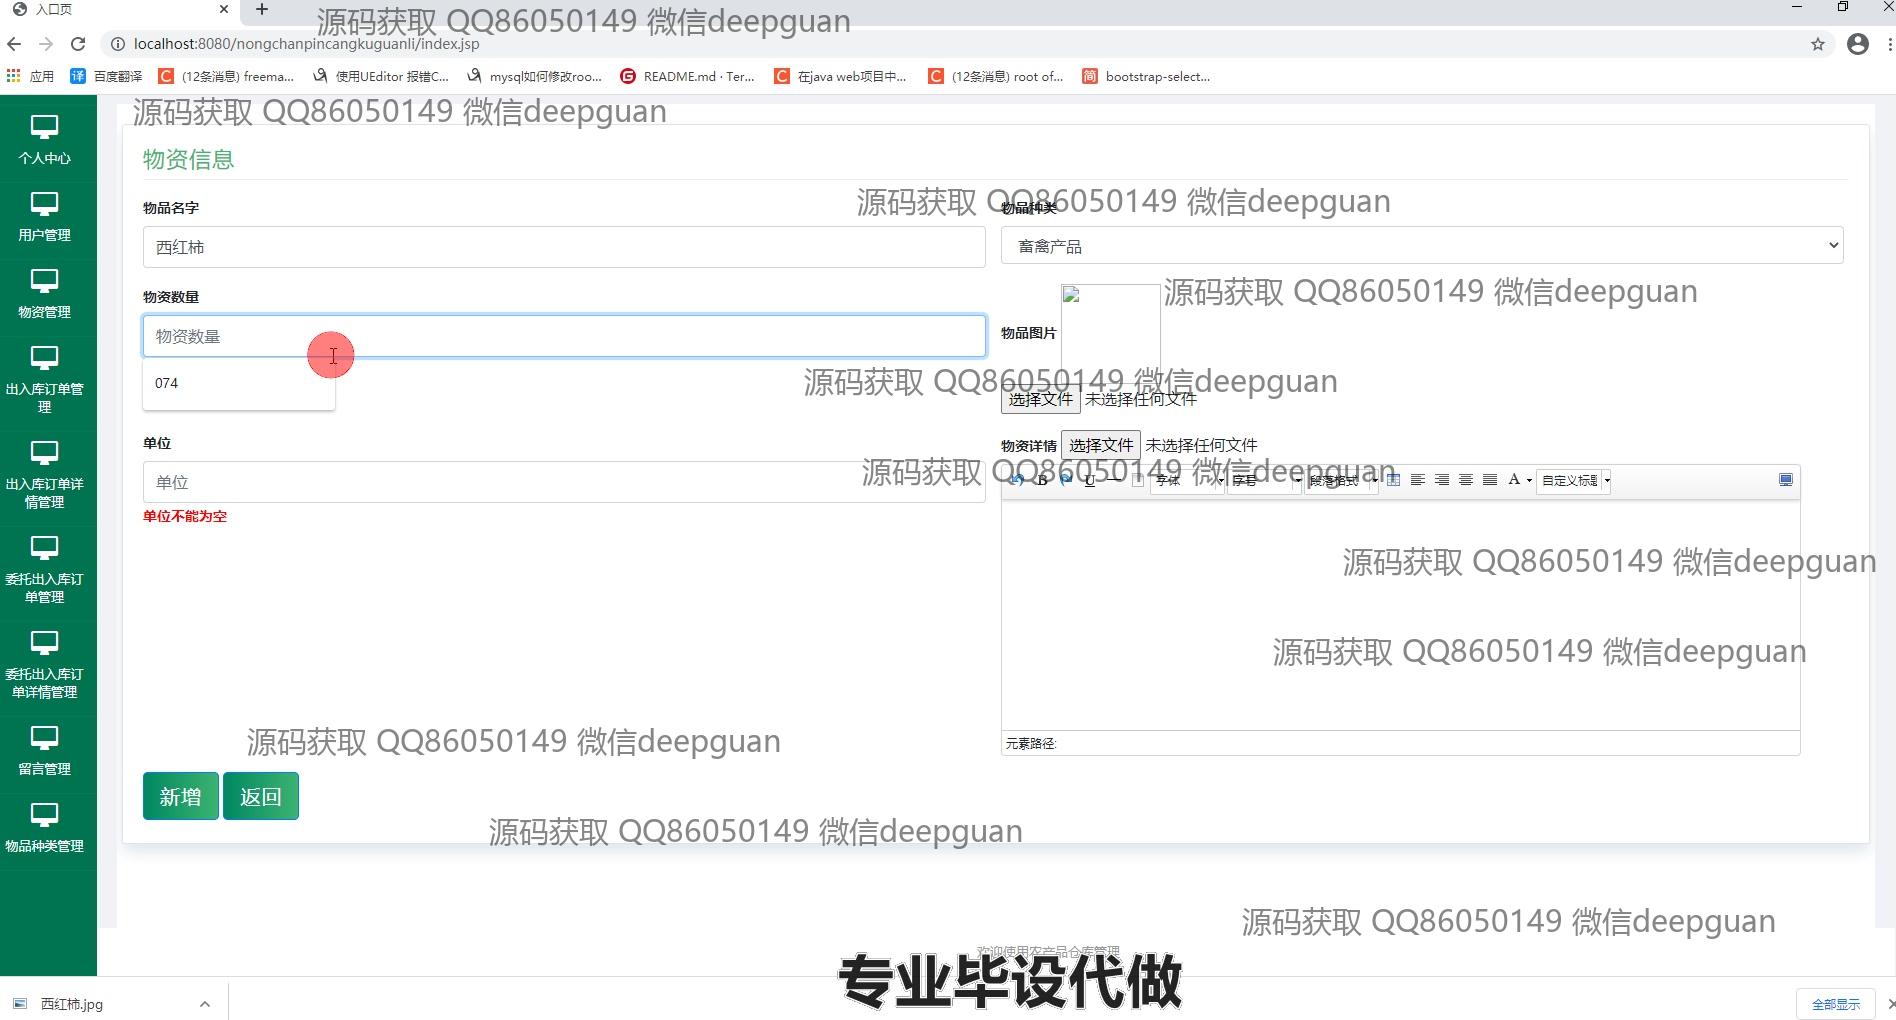 入口页
源码获取 QQ86050149 微信deepguan
localhost:8080/nongchanpincangkuguanli/index.jsp
应用
百度翻译
(12条消息) freema...
使用UEditor 报错C...
mysql如何修改roo...
README.md · Ter...
在java web项目中...
(12条消息) root of...
bootstrap-select...
源码获取 QQ86050149 微信deepguan
个人中心
用户管理
物资管理
出入库订单管
理
出入库订单详
情管理
委托出入库订
单管理
委托出入库订
单详情管理
留言管理
物品种类管理
物资信息
源码获取 QQ86050149 微信deepguan
物品名字
物品种类
西红柿
畜禽产品
源码获取 QQ86050149 微信deepguan
物资数量
物资数量
物品图片
074
源码获取 QQ86050149 微信deepguan
选择文件 未选择任何文件
单位
物资详情 选择文件 未选择任何文件
源码获取 QQ86050149 微信deepguan
单位
B U 字体 字号 段落格式 A 自定义标题
单位不能为空
源码获取 QQ86050149 微信deepguan
源码获取 QQ86050149 微信deepguan
源码获取 QQ86050149 微信deepguan
元素路径:
新增 返回
源码获取 QQ86050149 微信deepguan
源码获取 QQ86050149 微信deepguan
欢迎使用农产品仓库管理
专业毕设代做
西红柿.jpg
全部显示